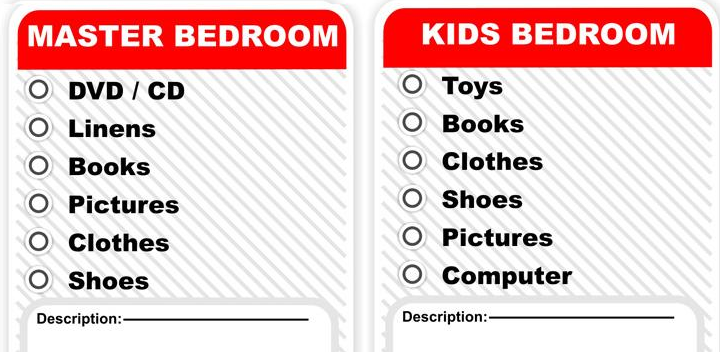 MASTER BEDROOM
DVD / CD
Linens
Books
Pictures
Clothes
Shoes
Description:
KIDS BEDROOM
Toys
Books
Clothes
Shoes
Pictures
Computer
Description: